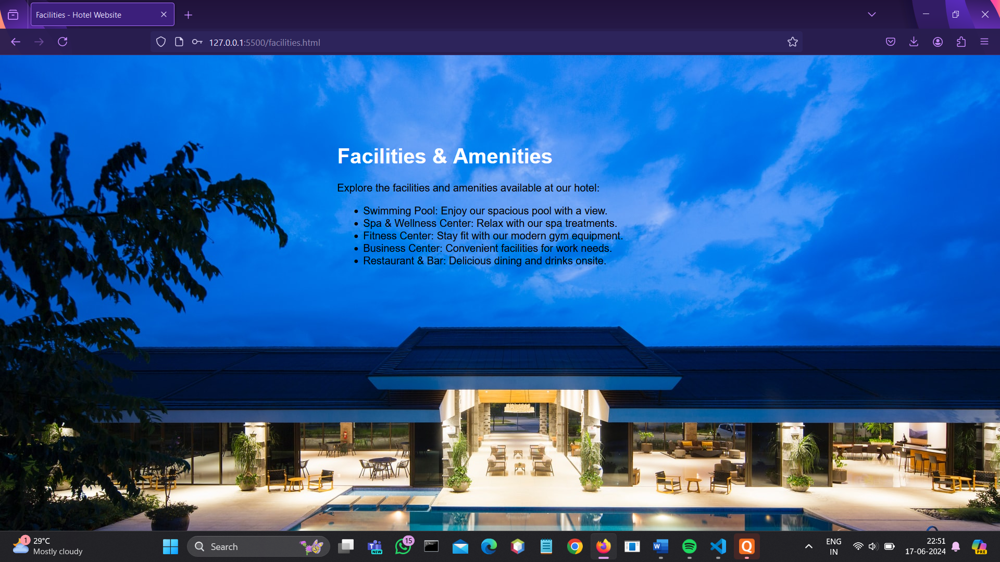 Facilities - Hotel Website
127.0.0.1:5500/facilities.html
Facilities & Amenities
Explore the facilities and amenities available at our hotel:
Swimming Pool: Enjoy our spacious pool with a view.
Spa & Wellness Center: Relax with our spa treatments.
Fitness Center: Stay fit with our modern gym equipment.
Business Center: Convenient facilities for work needs.
Restaurant & Bar: Delicious dining and drinks onsite.
1
29°C
Mostly cloudy
Search
NEW
15
W
Q
ENG
IN
22:51
17-06-2024
PRE